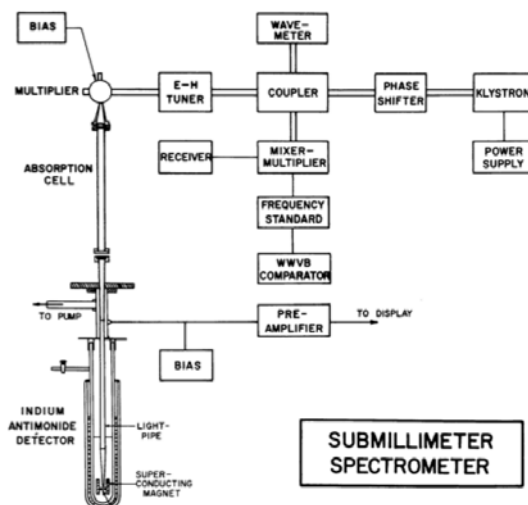 BIAS
WAVE-
METER
MULTIPLIER
E-H
TUNER
COUPLER
PHASE
SHIFTER
KLYSTRON
RECEIVER
MIXER-
MULTIPLIER
POWER
SUPPLY
ABSORPTION
CELL
FREQUENCY
STANDARD
WWVB
COMPARATOR
TO PUMP
PRE-
AMPLIFIER
TO DISPLAY
BIAS
INDIUM
ANTIMONIDE
DETECTOR
LIGHT-
PIPE
SUPER-
CONDUCTING
MAGNET
SUBMILLIMETER
SPECTROMETER